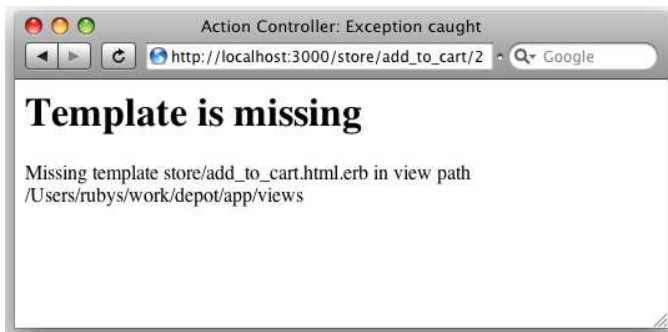 Action Controller: Exception caught
http://localhost:3000/store/add_to_cart/2
Google
Template is missing
Missing template store/add_to_cart.html.erb in view path
/Users/rubys/work/depot/app/views